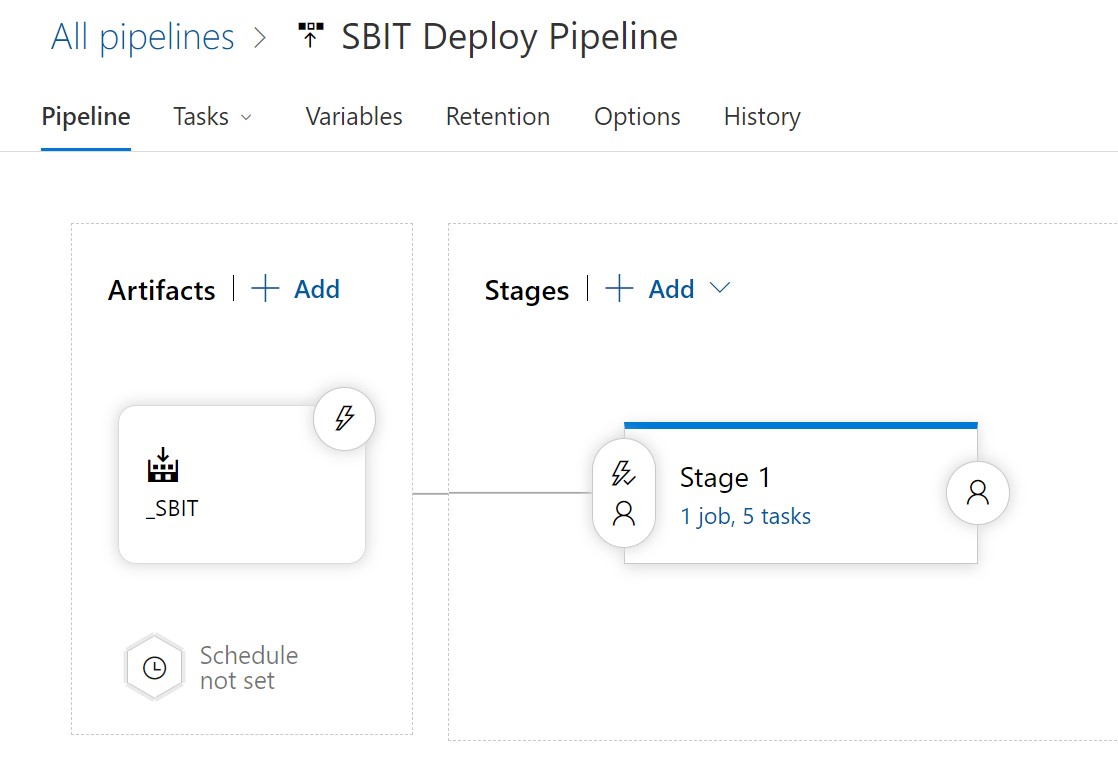 All pipelines > SBIT Deploy Pipeline
Pipeline Tasks Variables Retention Options History
Artifacts | + Add
Stages | + Add
_SBIT
Stage 1
1 job, 5 tasks
Schedule
not set